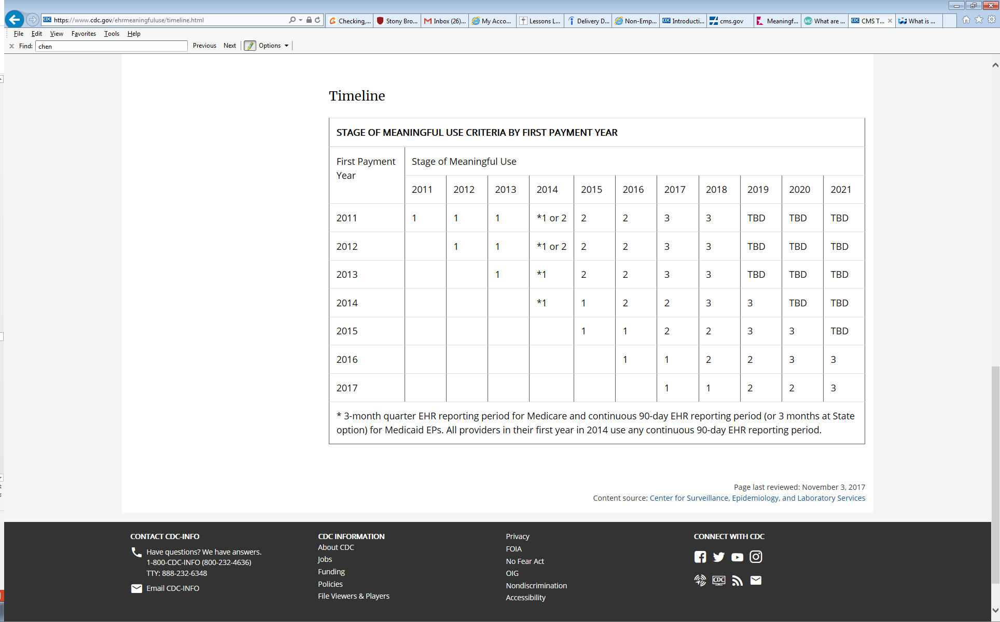 CDC https://www.cdc.gov/ehrmeaningfuluse/timeline.html
Checking,... Stony Bro... Inbox (26)... My Acco... Lessons L... Delivery D... Non-Emp... CDC Introducti... cms.gov Meaningf... MD What are ... CDC CMS T... What is ...
File Edit View Favorites Tools Help
x Find: chen Previous Next Options
Timeline
STAGE OF MEANINGFUL USE CRITERIA BY FIRST PAYMENT YEAR
First Payment Stage of Meaningful Use
Year
2011 2012 2013 2014 2015 2016 2017 2018 2019 2020 2021
2011 1 1 1 *1 or 2 2 2 3 3 TBD TBD TBD
2012 1 1 *1 or 2 2 2 3 3 TBD TBD TBD
2013 1 *1 2 2 3 3 TBD TBD TBD
2014 *1 1 2 2 3 3 TBD TBD
2015 1 1 2 2 3 3 TBD
2016 1 1 2 2 3 3
2017 1 1 2 2 3
* 3-month quarter EHR reporting period for Medicare and continuous 90-day EHR reporting period (or 3 months at State
option) for Medicaid EPs. All providers in their first year in 2014 use any continuous 90-day EHR reporting period.
Page last reviewed: November 3, 2017
Content source: Center for Surveillance, Epidemiology, and Laboratory Services
CONTACT CDC-INFO
Have questions? We have answers.
1-800-CDC-INFO (800-232-4636)
TTY: 888-232-6348
Email CDC-INFO
CDC INFORMATION
About CDC
Jobs
Funding
Policies
File Viewers & Players
Privacy
FOIA
No Fear Act
OIG
Nondiscrimination
Accessibility
CONNECT WITH CDC
CDC